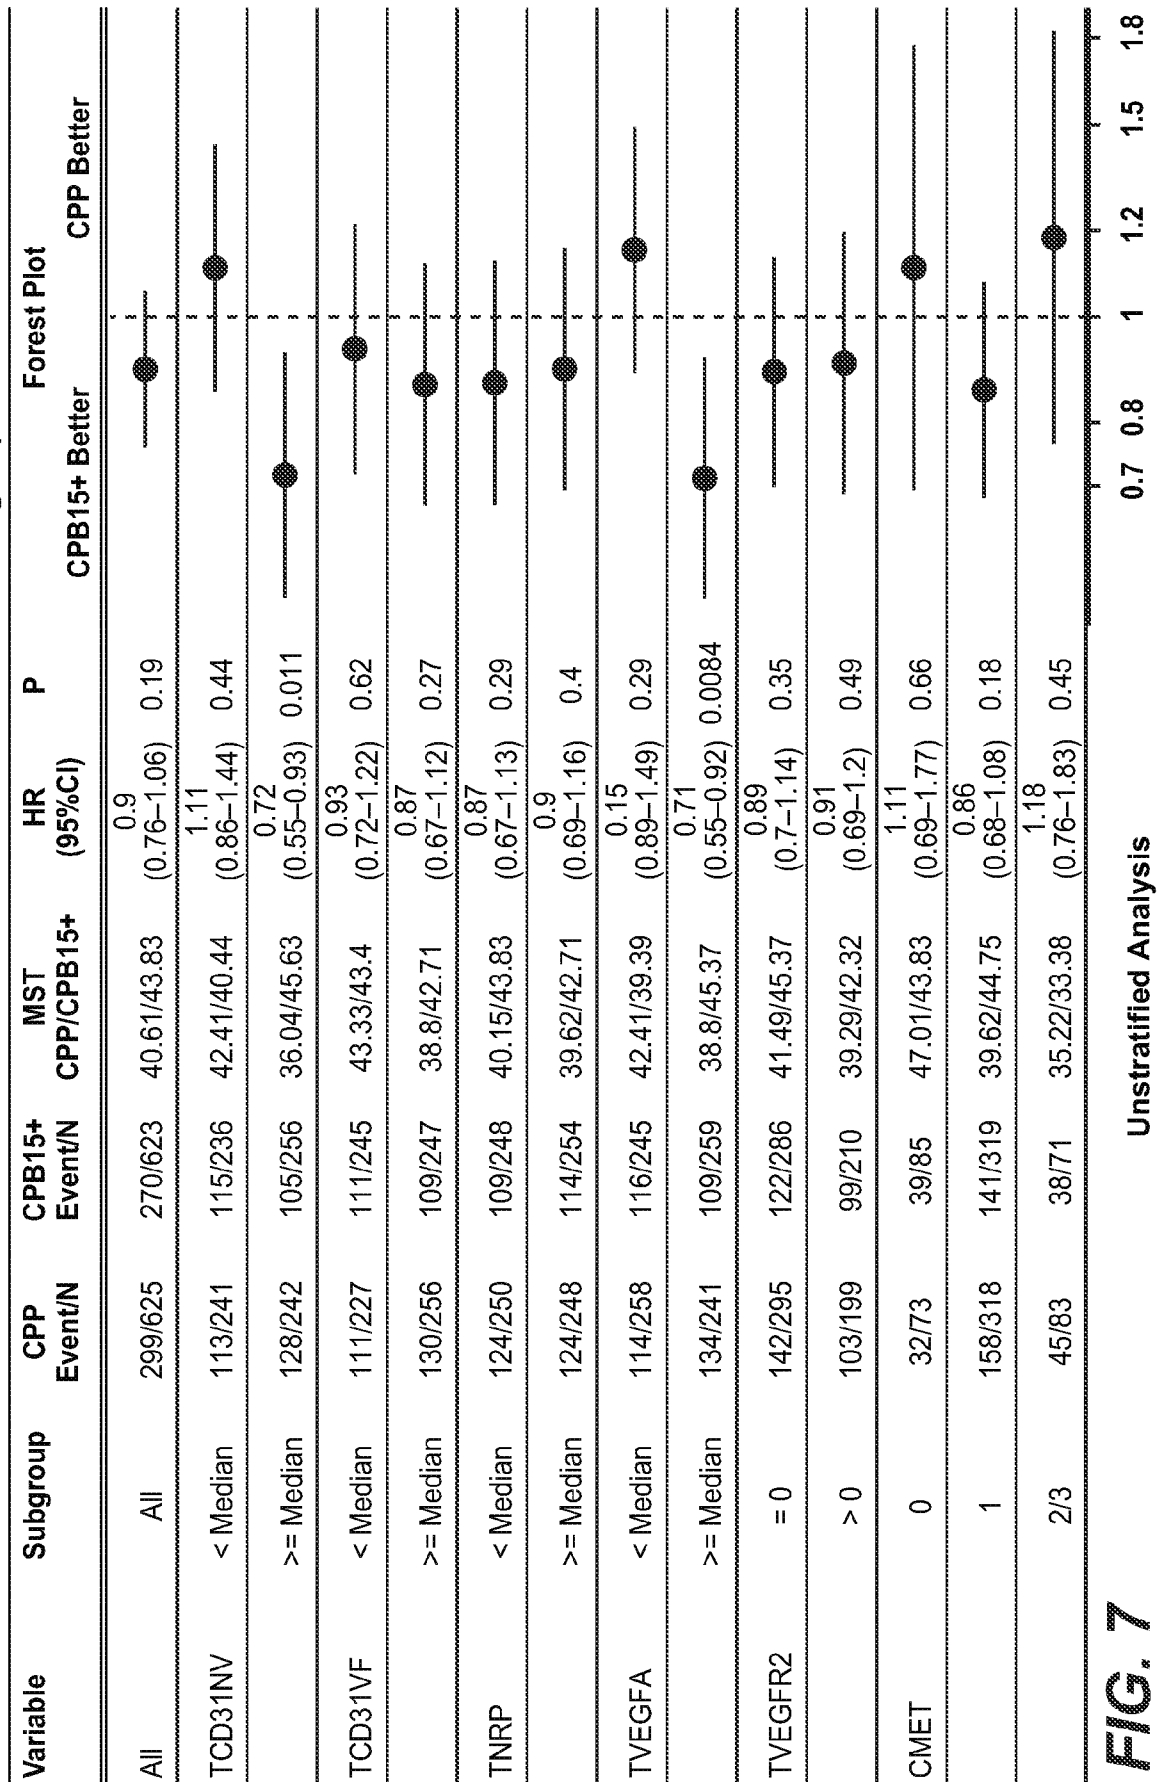 Variable Subgroup CPP CPB15+ MST HR P Forest Plot
Event/N Event/N CPP/CPB15+ (95%CI) CPB15+ Better CPP Better
All All 299/625 270/623 40.61/43.83 0.9 (0.76–1.06) 0.19
TCD31NV < Median 113/241 115/236 42.41/40.44 1.11 (0.86–1.44) 0.44
>= Median 128/242 105/256 36.04/45.63 0.72 (0.55–0.93) 0.011
TCD31VF < Median 111/227 111/245 43.33/43.4 0.93 (0.72–1.22) 0.62
>= Median 130/256 109/247 38.8/42.71 0.87 (0.67–1.12) 0.27
TNRP < Median 124/250 109/248 40.15/43.83 0.87 (0.67–1.13) 0.29
>= Median 124/248 114/254 39.62/42.71 0.9 (0.69–1.16) 0.4
TVEGFA < Median 114/258 116/245 42.41/39.39 0.15 (0.89–1.49) 0.29
>= Median 134/241 109/259 38.8/45.37 0.71 (0.55–0.92) 0.0084
TVEGFR2 = 0 142/295 122/286 41.49/45.37 0.89 (0.7–1.14) 0.35
> 0 103/199 99/210 39.29/42.32 0.91 (0.69–1.2) 0.49
CMET 0 32/73 39/85 47.01/43.83 1.11 (0.69–1.77) 0.66
1 158/318 141/319 39.62/44.75 0.86 (0.68–1.08) 0.18
2/3 45/83 38/71 35.22/33.38 1.18 (0.76–1.83) 0.45
0.7 0.8 1 1.2 1.5 1.8
Unstratified Analysis
FIG. 7